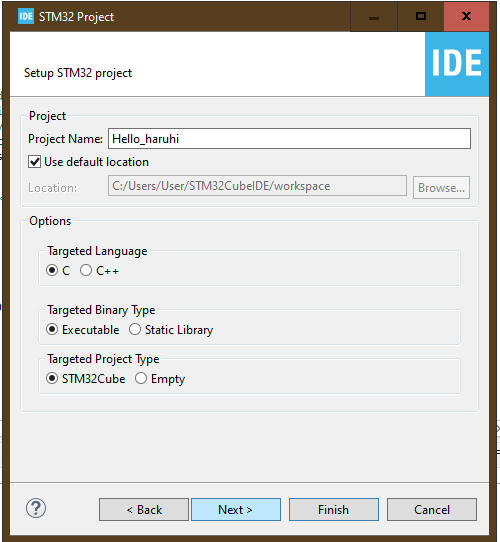 IDE STM32 Project
Setup STM32 project
IDE
Project
Project Name: Hello_haruhi
Use default location
Location: C:/Users/User/STM32CubeIDE/workspace Browse...
Options
Targeted Language
C C++
Targeted Binary Type
Executable Static Library
Targeted Project Type
STM32Cube Empty
? < Back Next > Finish Cancel